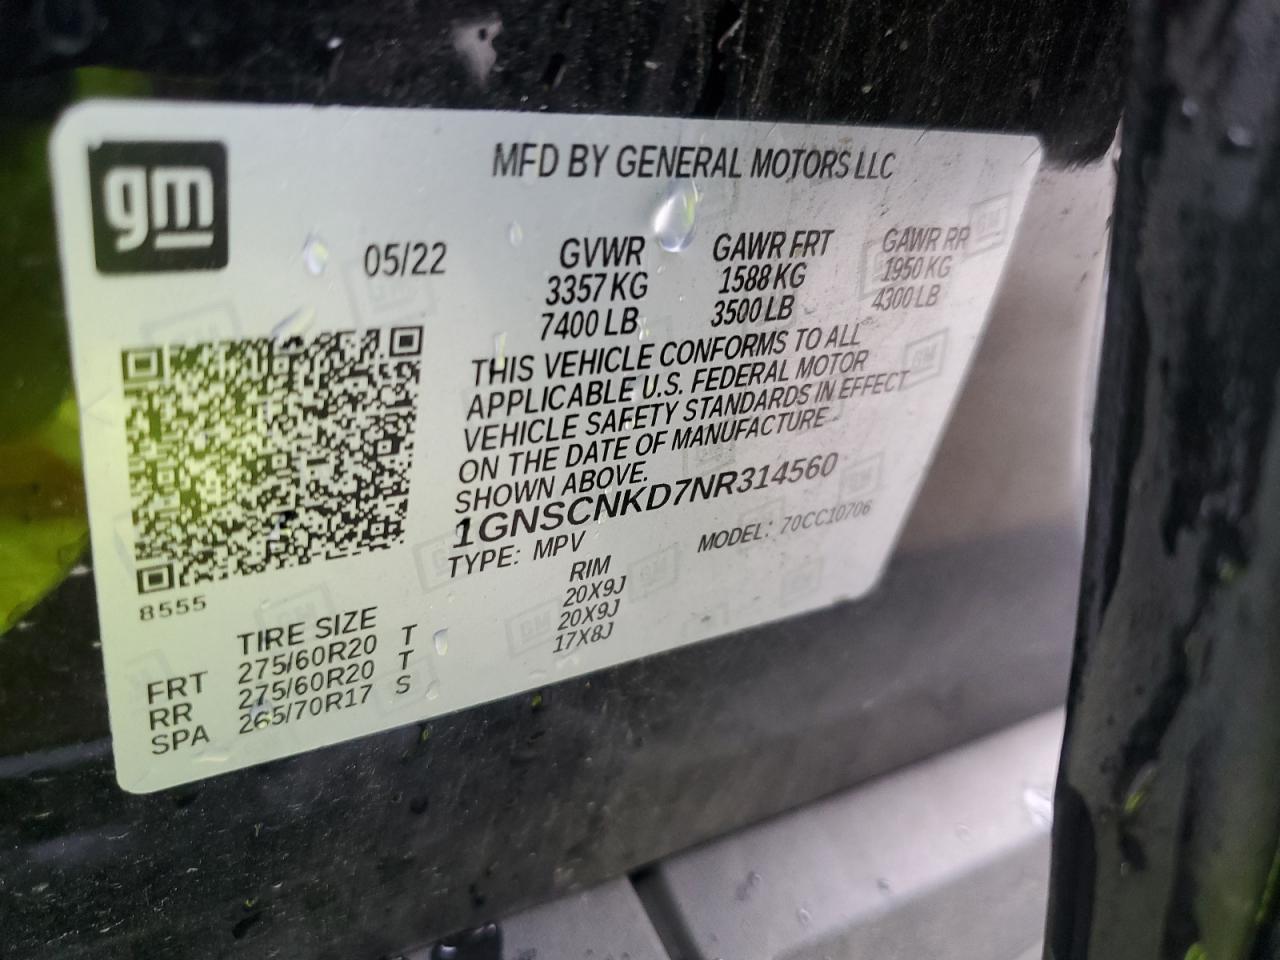 gm
MFD BY GENERAL MOTORS LLC
05/22
GVWR GAWR FRT GAWR RR
3357 KG 1588 KG 1950 KG
7400 LB 3500 LB 4300 LB
THIS VEHICLE CONFORMS TO ALL
APPLICABLE U.S. FEDERAL MOTOR
VEHICLE SAFETY STANDARDS IN EFFECT
ON THE DATE OF MANUFACTURE
SHOWN ABOVE.
1GNSCNKD7NR314560
TYPE: MPV MODEL: 70CC10706
8555
TIRE SIZE RIM
FRT 275/60R20 T 20X9J
RR 275/60R20 T 20X9J
SPA 265/70R17 S 17X8J